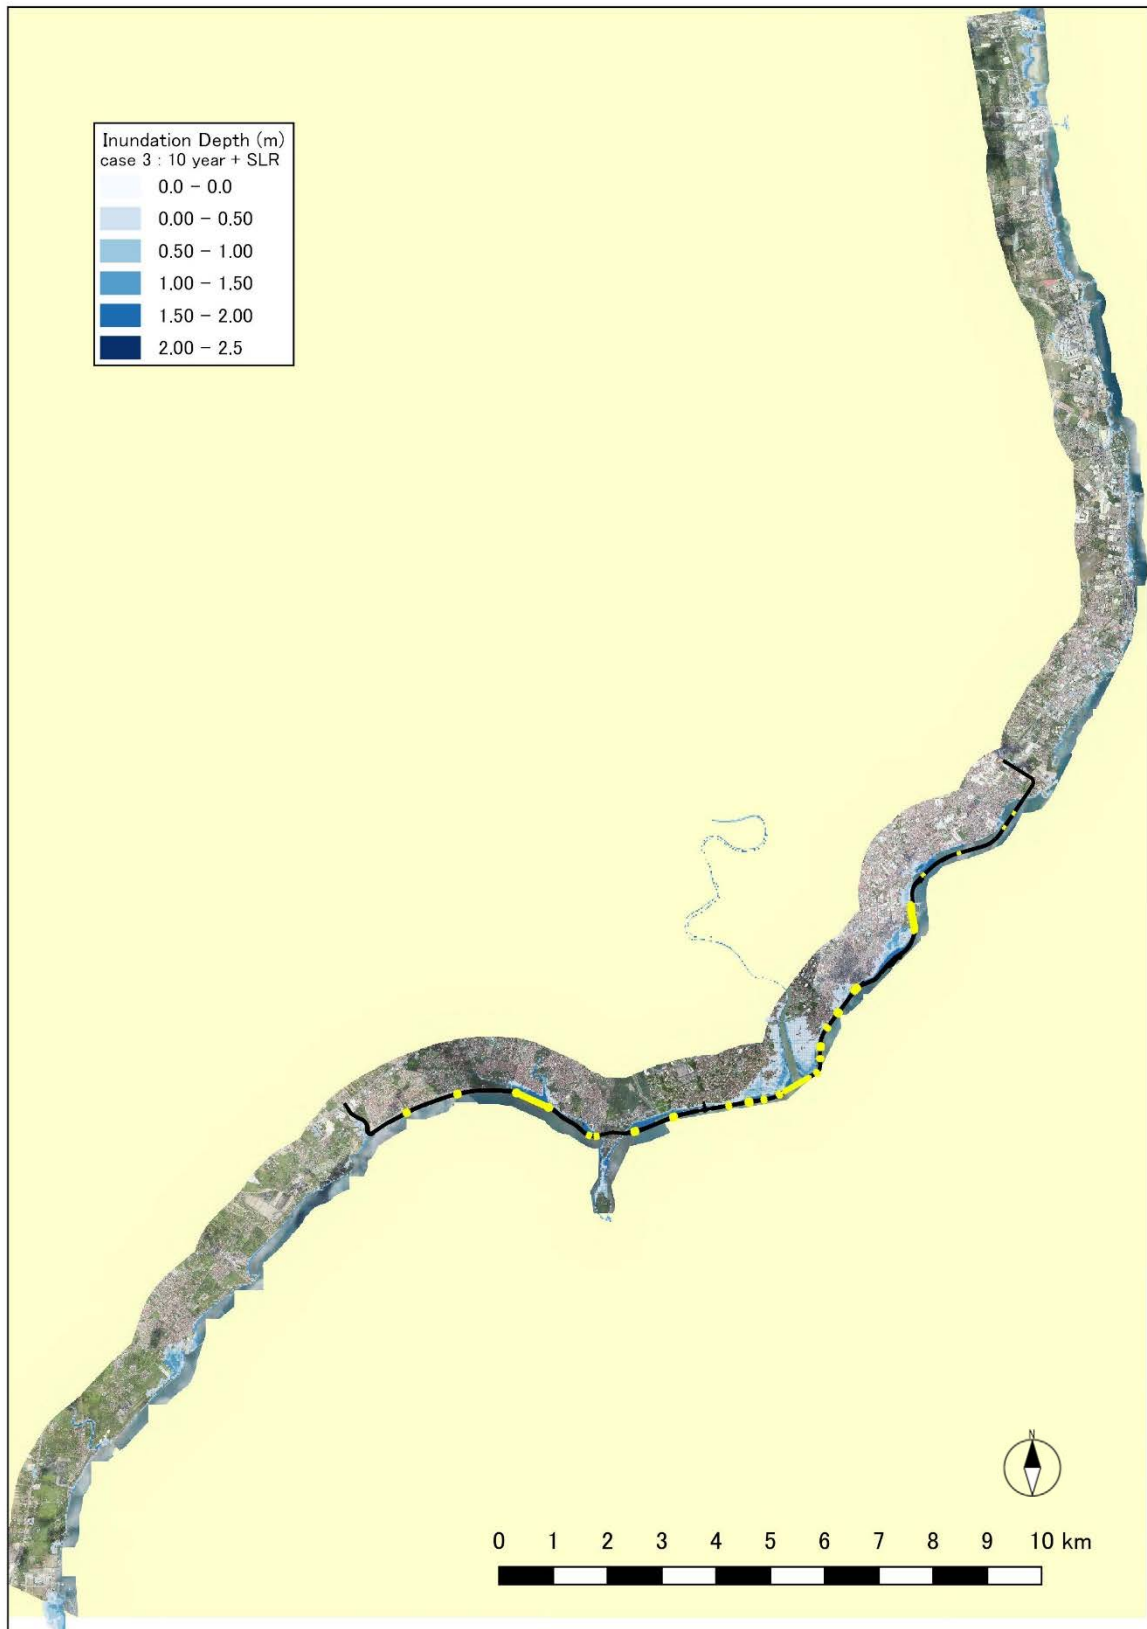 Inundation Depth (m)
case 3 : 10 year + SLR
0.0 - 0.0
0.00 - 0.50
0.50 - 1.00
1.00 - 1.50
1.50 - 2.00
2.00 - 2.5
N
0 1 2 3 4 5 6 7 8 9 10 km